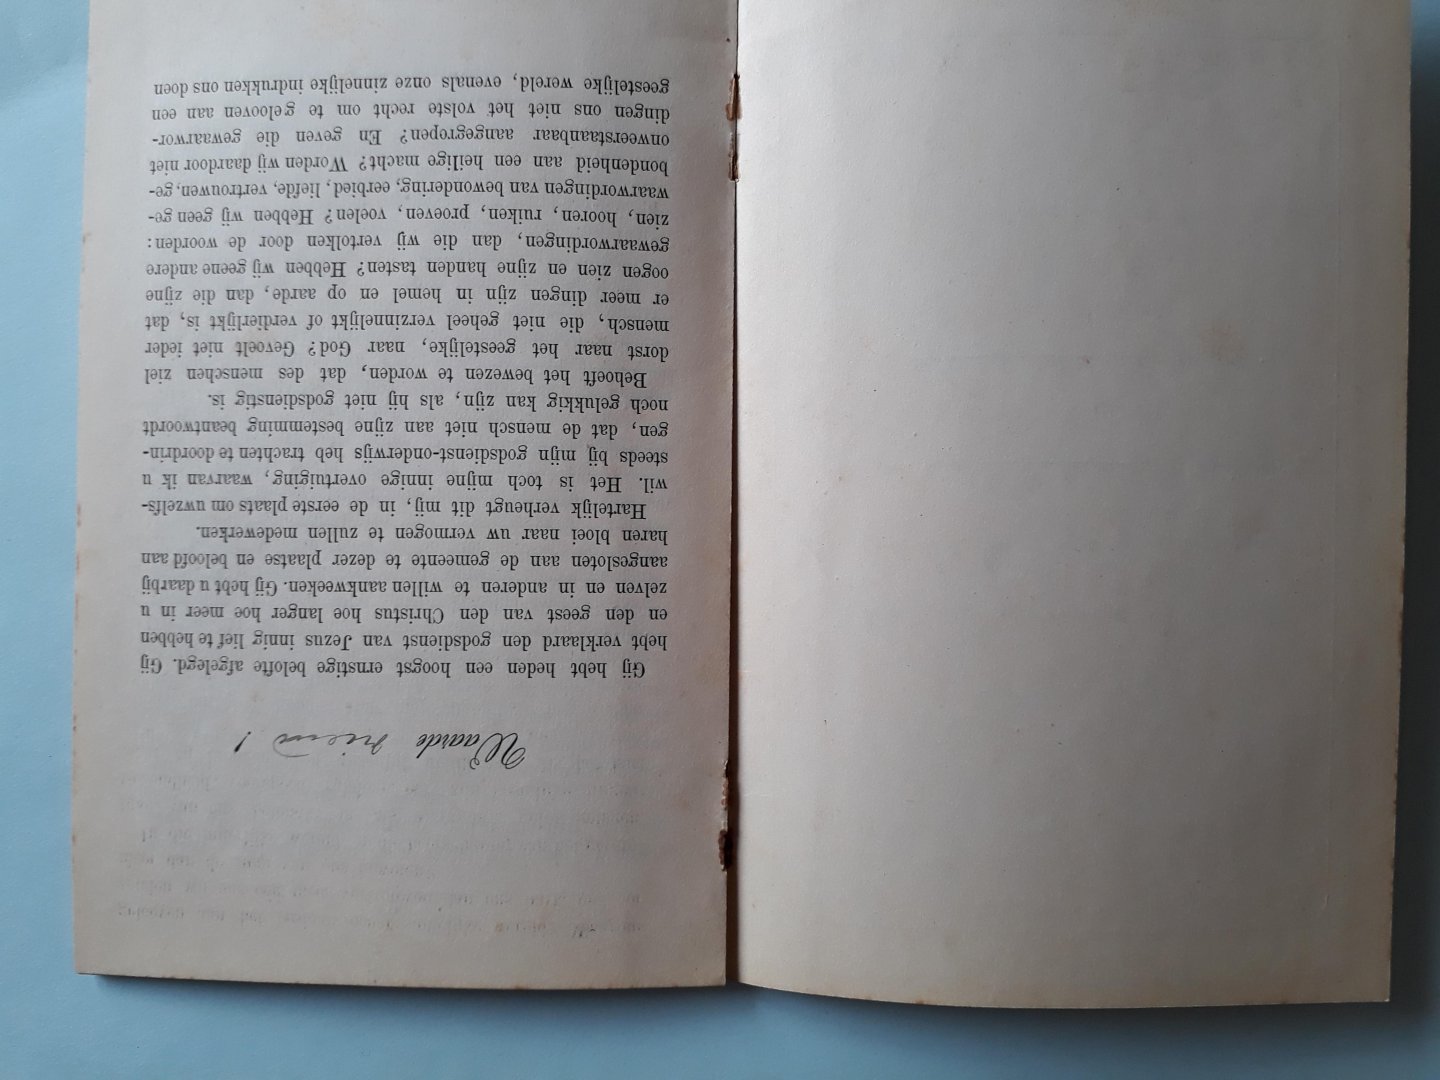 Waarde vriend!
Gij hebt heden een hoogst ernstige belofte afgelegd. Gij
hebt verklaard den godsdienst van Jezus innig lief te hebben
en den geest van den Christus hoe langer hoe meer in u
zelven en in anderen te willen aankweeken. Gij hebt u daarbij
aangesloten aan de gemeente te dezer plaatse en beloofd aan
haren bloei naar uw vermogen te zullen medewerken.
Hartelijk verheugt dit mij, in de eerste plaats om uwzelfs-
wil. Het is toch mijne innige overtuiging, waarvan ik u
steeds bij mijn godsdienst-onderwijs heb trachten te doordrin-
gen, dat de mensch niet aan zijne bestemming beantwoordt
noch gelukkig kan zijn, als hij niet godsdienstig is.
Behoeft het bewezen te worden, dat des menschen ziel
dorst naar het geestelijke, naar God? Gevoelt niet ieder
mensch, die niet geheel verzinnelijkt of verdierlijkt is, dat
er meer dingen zijn in hemel en op aarde, dan die zijne
oogen zien en zijne handen tasten? Hebben wij geene andere
gewaarwordingen, dan die wij vertolken door de woorden:
zien, hooren, ruiken, proeven, voelen? Hebben wij geen ge-
waarwordingen van bewondering, eerbied, liefde, vertrouwen, ge-
bondenheid aan een heilige macht? Worden wij daardoor niet
onweerstaanbaar aangegrepen? En geven die gewaarwor-
dingen ons niet het volste recht om te gelooven aan een
geestelijke wereld, evenals onze zinnelijke indrukken ons doen